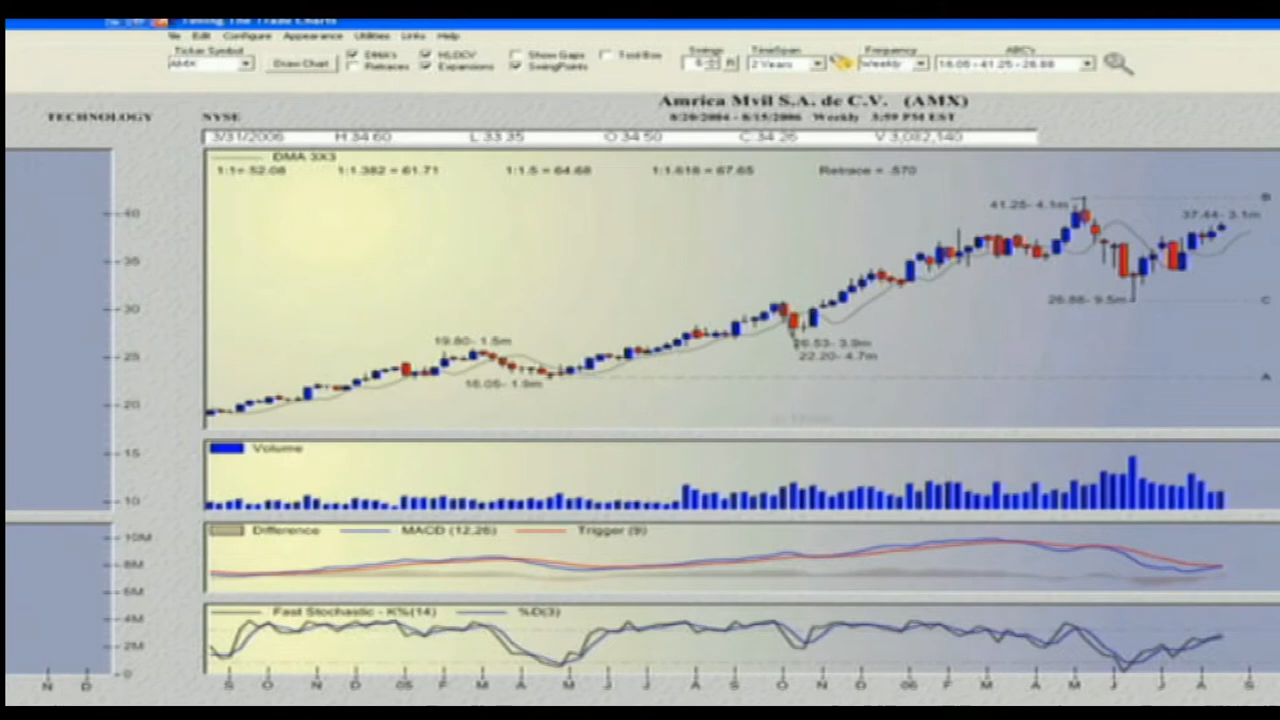 Timing The Trade Charts
Edit Configure Appearance Utilities Links Help
Ticker Symbol
AMX
Draw Chart
DMA's HLOCV Show Gaps Tool Box
Retraces Expansions SwingPoints
Swings
TimeSpan
2 Years
Frequency
Weekly
ABC's
16.05 - 41.25 - 26.88
Amrica Mvil S.A. de C.V. (AMX)
TECHNOLOGY NYSE 8/20/2004 - 8/15/2006 Weekly 3:59 PM EST
3/31/2006 H:34.60 L:33.35 O:34.50 C:34.26 V:3,082,140
DMA 3X3
1:1= 52.08 1:1.382 = 61.71 1:1.5 = 64.68 1:1.618 = 67.65 Retrace = .570
B
41.25- 4.1m
37.44- 3.1m
40
35
30
26.88- 9.5m
C
19.80- 1.5m
22.20- 4.7m
25
16.05- 1.9m
A
20
15
10
Volume
Difference MACD (12,26) Trigger (9)
10M
8M
6M
Fast Stochastic - K%(14) %D(3)
4M
2M
0
N D S O N D 05 F M A M J J A S O N D 06 F M A M J J A S